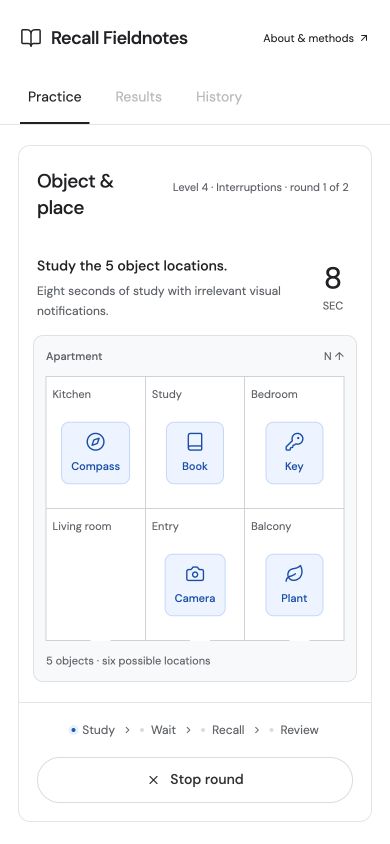 Recall Fieldnotes
About & methods ↗
Practice
Results
History
Object &
place
Level 4 · Interruptions · round 1 of 2
Study the 5 object locations.
Eight seconds of study with irrelevant visual
notifications.
8
SEC
Apartment
N ↑
Kitchen
Study
Bedroom
Compass
Book
Key
Living room
Entry
Balcony
Camera
Plant
5 objects · six possible locations
Study > Wait > Recall > Review
× Stop round